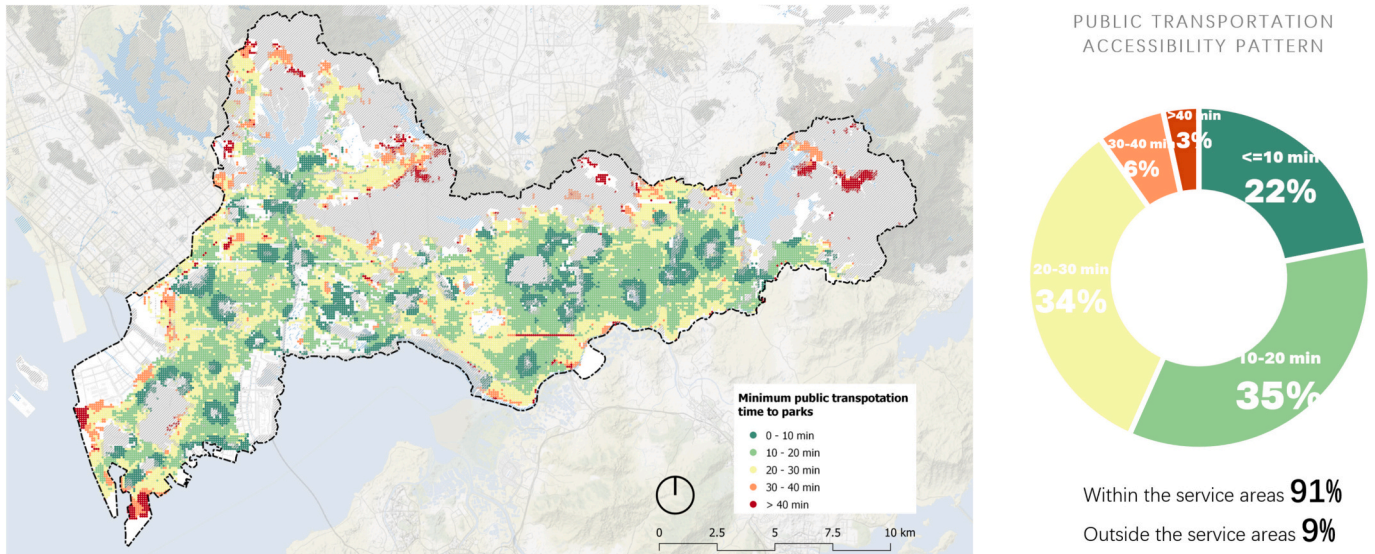 Minimum public transpotation
time to parks
0 - 10 min
10 - 20 min
20 - 30 min
30 - 40 min
> 40 min
0 2.5 5 7.5 10 km
PUBLIC TRANSPORTATION
ACCESSIBILITY PATTERN
>40 min
3%
30-40 min
6%
<=10 min
22%
20-30 min
34%
10-20 min
35%
Within the service areas 91%
Outside the service areas 9%